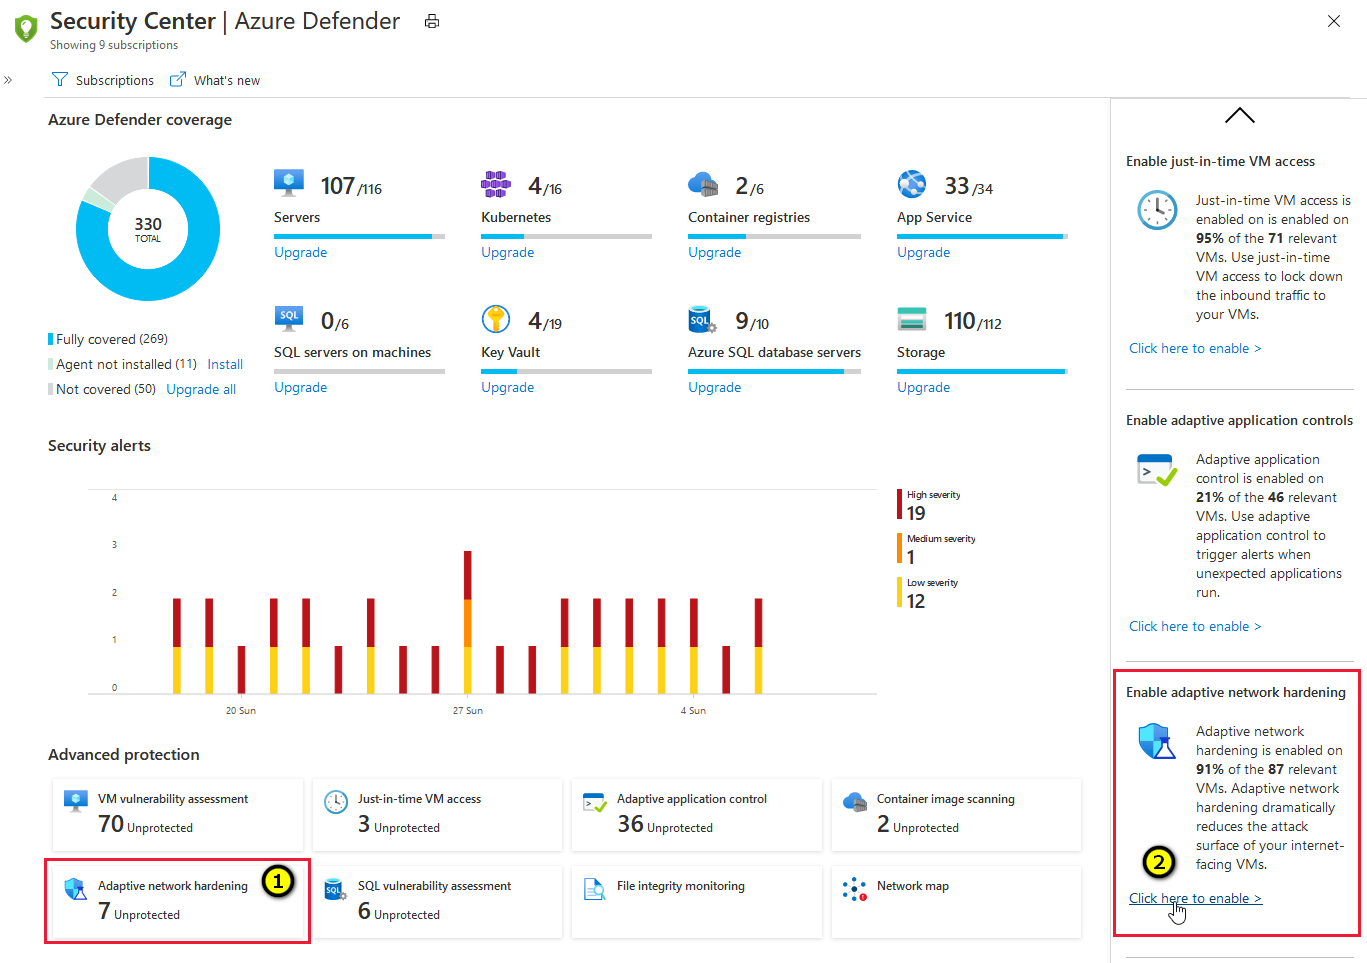 Security Center | Azure Defender
Showing 9 subscriptions
»
Subscriptions
What's new
Azure Defender coverage
330
TOTAL
Fully covered (269)
Agent not installed (11) Install
Not covered (50) Upgrade all
107/116
Servers
Upgrade
4/16
Kubernetes
Upgrade
2/6
Container registries
Upgrade
33/34
App Service
Upgrade
SQL
0/6
SQL servers on machines
Upgrade
4/19
Key Vault
Upgrade
SQL
9/10
Azure SQL database servers
Upgrade
110/112
Storage
Upgrade
Security alerts
4
3
2
1
0
20 Sun
27 Sun
4 Sun
High severity
19
Medium severity
1
Low severity
12
Advanced protection
VM vulnerability assessment
70 Unprotected
Just-in-time VM access
3 Unprotected
Adaptive application control
36 Unprotected
Container image scanning
2 Unprotected
Adaptive network hardening
7 Unprotected
1
SQL
SQL vulnerability assessment
6 Unprotected
File integrity monitoring
Network map
Enable just-in-time VM access
Just-in-time VM access is
enabled on is enabled on
95% of the 71 relevant
VMs. Use just-in-time
VM access to lock down
the inbound traffic to
your VMs.
Click here to enable >
Enable adaptive application controls
Adaptive application
control is enabled on
21% of the 46 relevant
VMs. Use adaptive
application control to
trigger alerts when
unexpected applications
run.
Click here to enable >
Enable adaptive network hardening
Adaptive network
hardening is enabled on
91% of the 87 relevant
VMs. Adaptive network
hardening dramatically
reduces the attack
surface of your internet-
facing VMs.
2
Click here to enable >